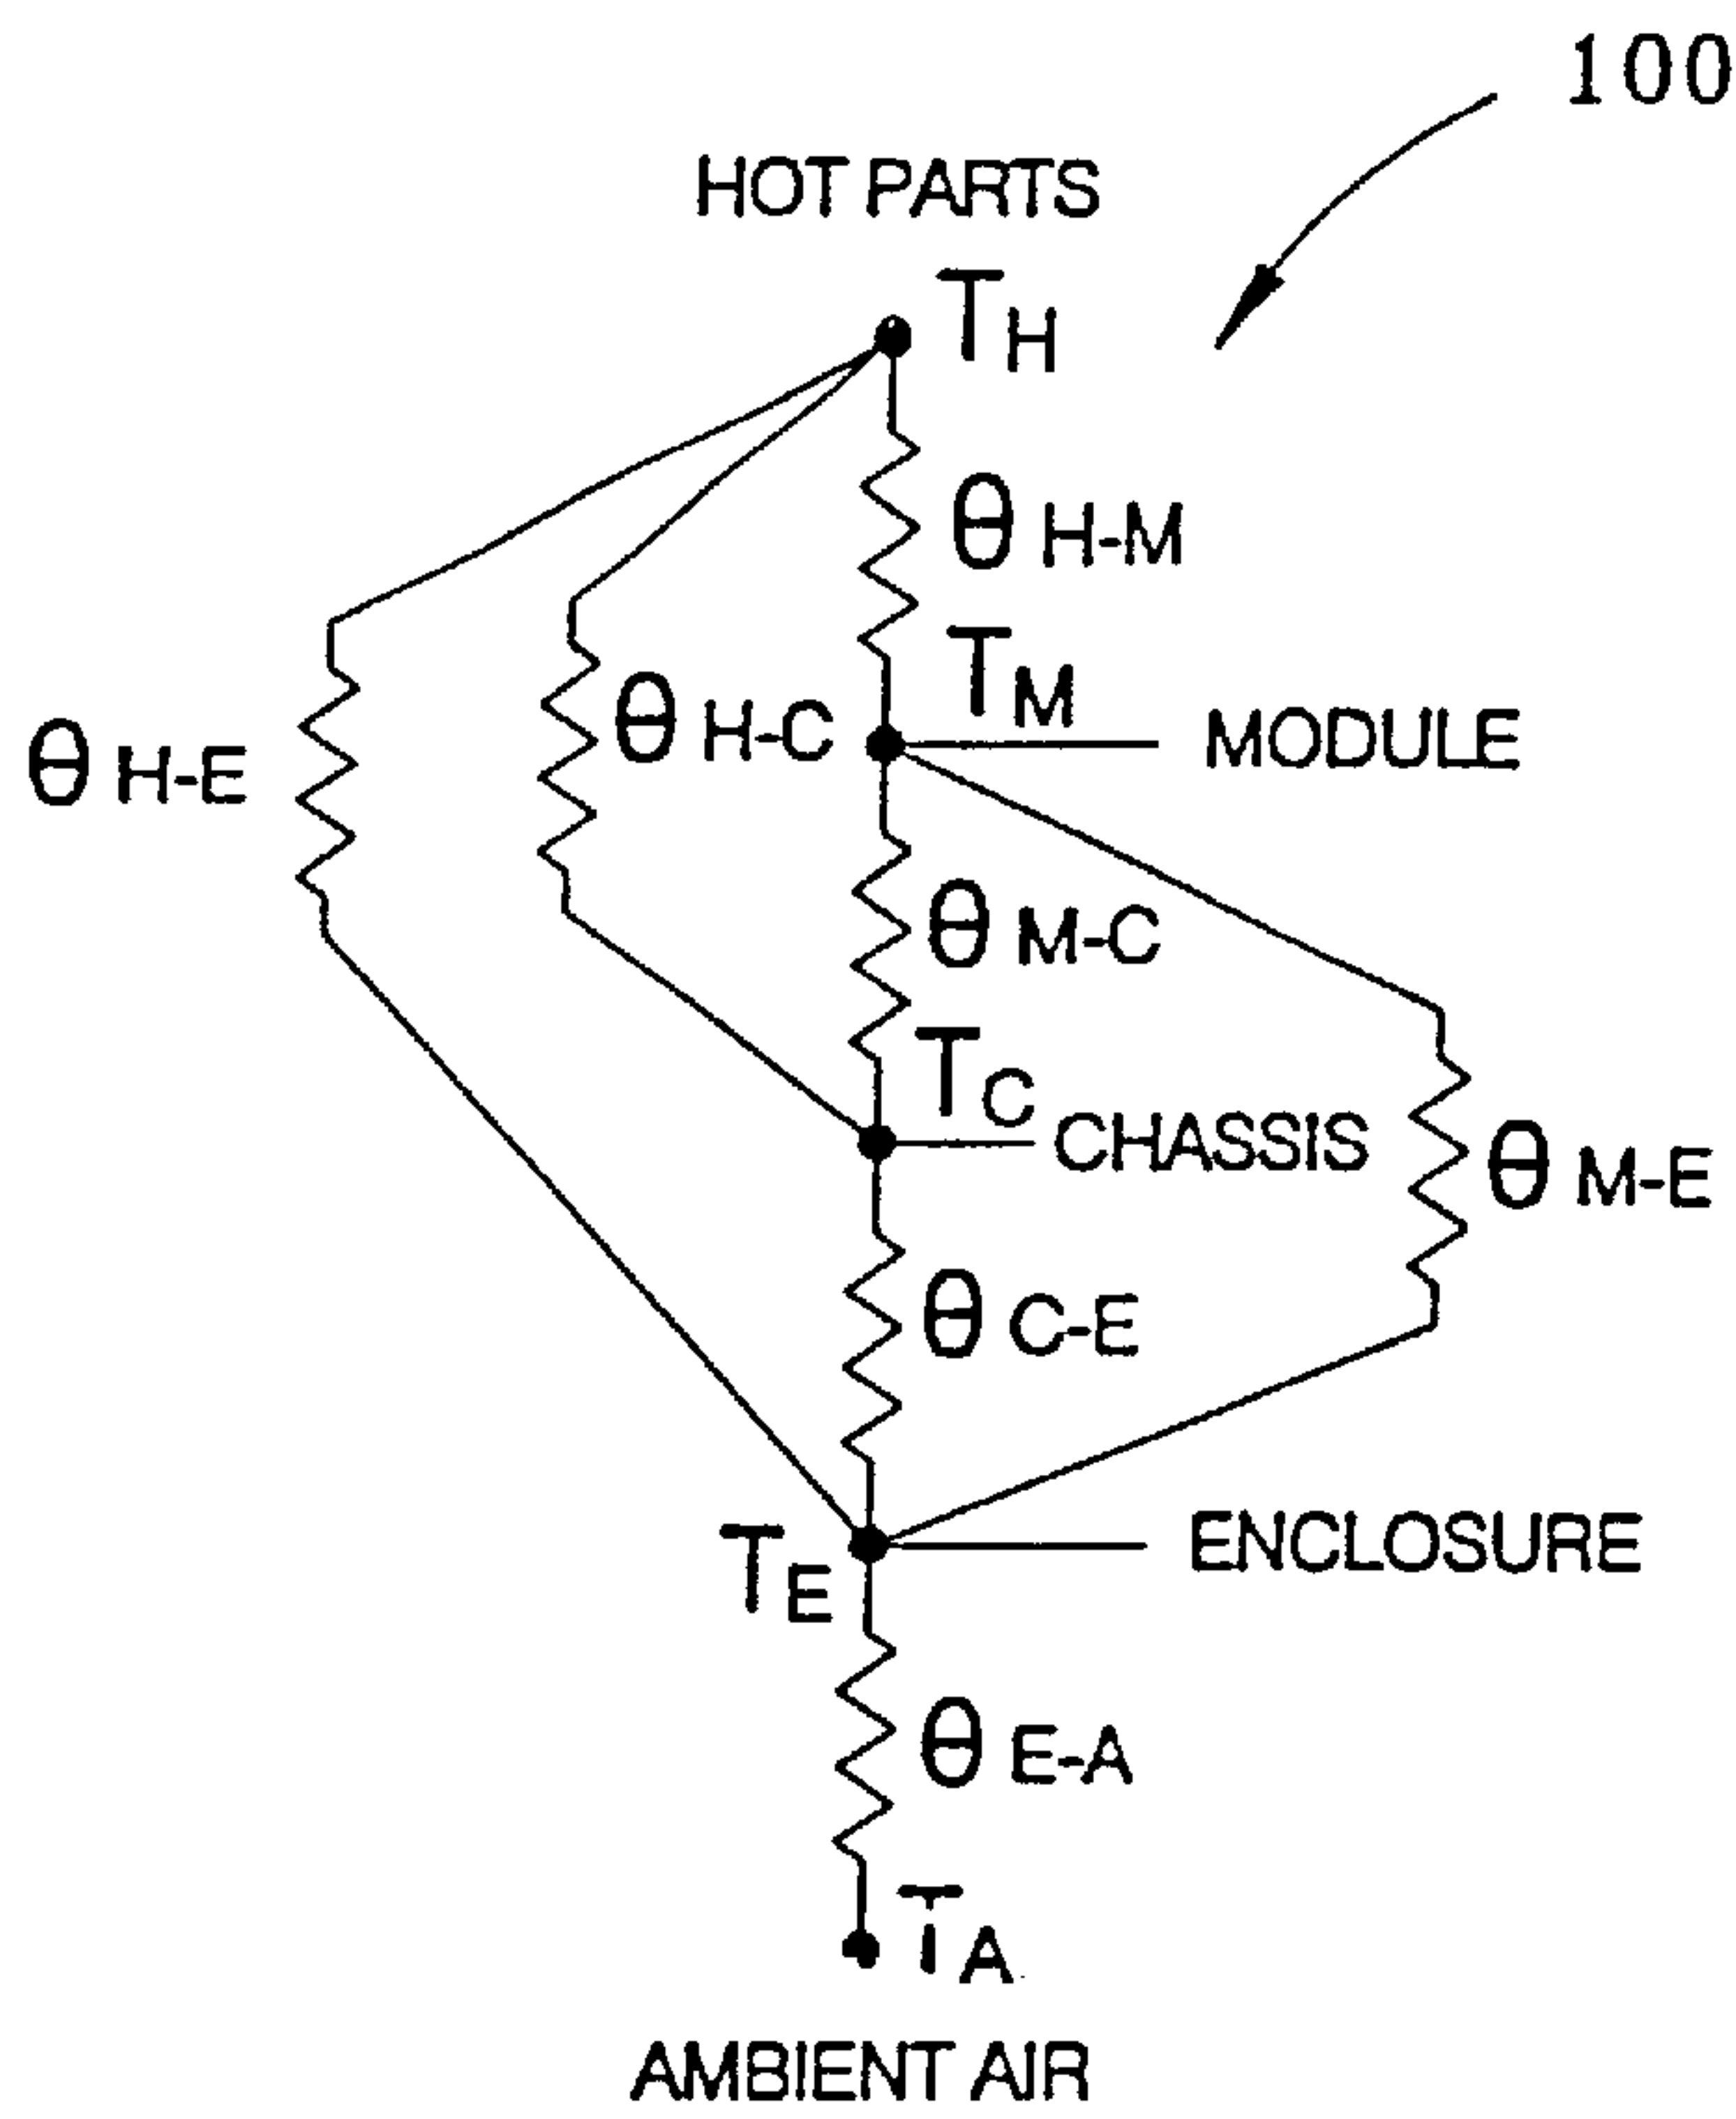 100
HOT PARTS
TH
θ H-M
TM
MODULE
θ H-C
θ H-E
θ M-C
TC
CHASSIS
θ M-E
θ C-E
ENCLOSURE
TE
θ E-A
TA
AMBIENT AIR